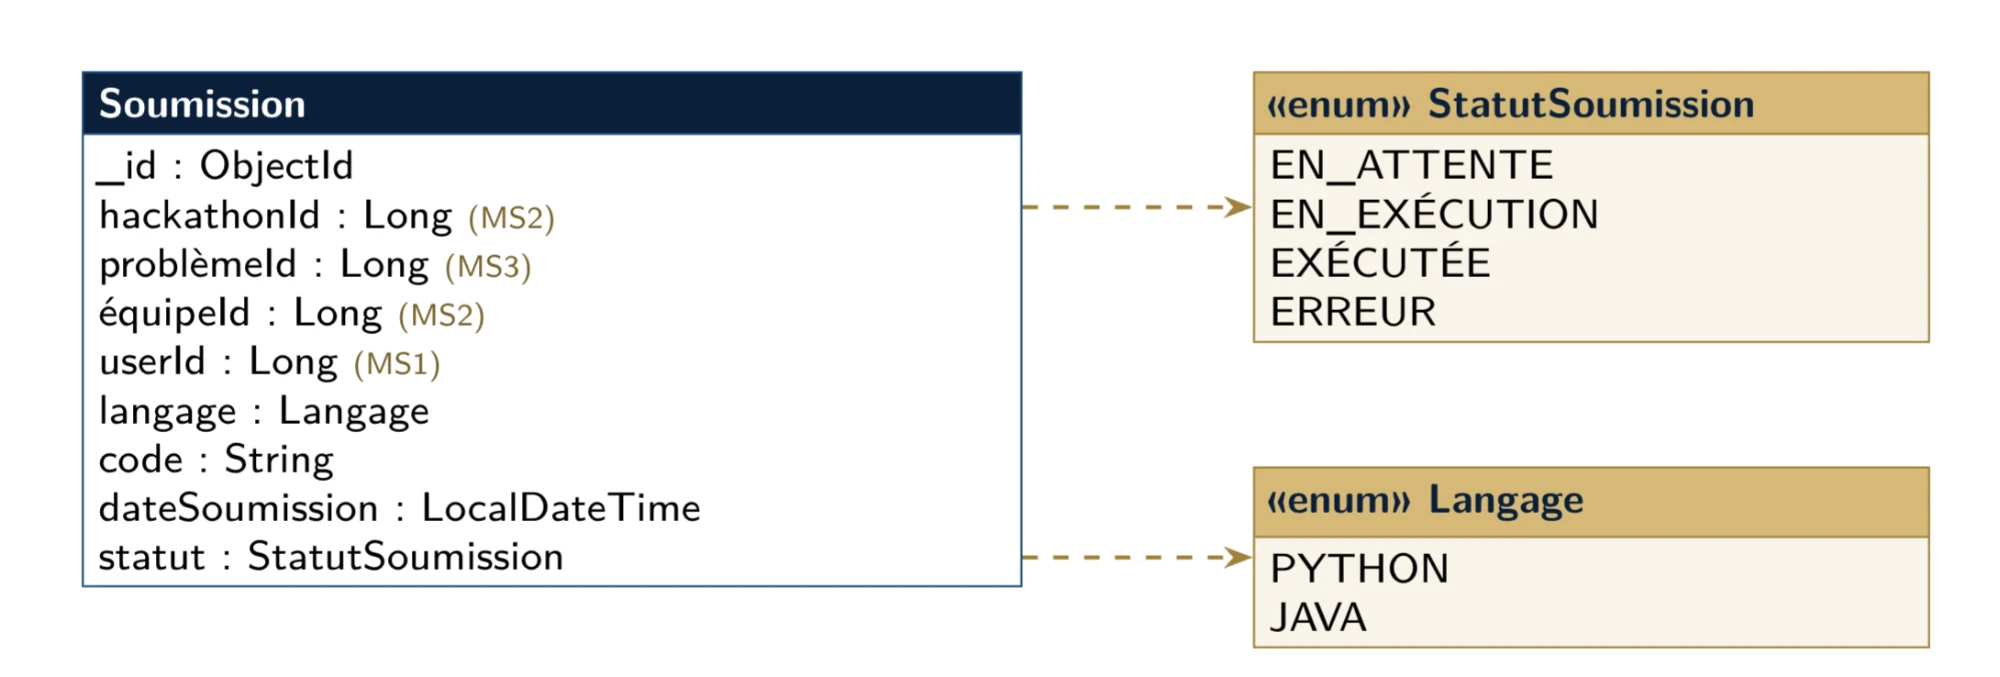 Soumission
_id : ObjectId
hackathonId : Long (MS2)
problèmeId : Long (MS3)
équipeId : Long (MS2)
userId : Long (MS1)
langage : Langage
code : String
dateSoumission : LocalDateTime
statut : StatutSoumission
«enum» StatutSoumission
EN_ATTENTE
EN_EXÉCUTION
EXÉCUTÉE
ERREUR
«enum» Langage
PYTHON
JAVA